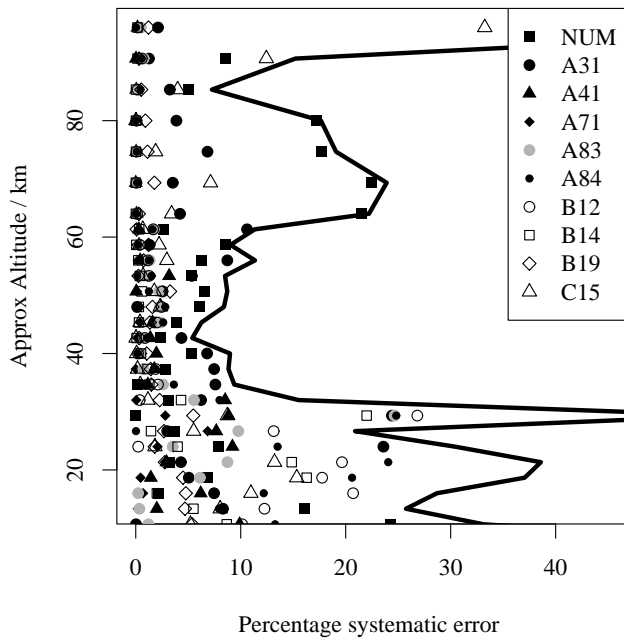 NUM
A31
A41
A71
A83
A84
B12
B14
B19
C15
80
60
40
20
Approx Altitude / km
0 10 20 30 40
Percentage systematic error